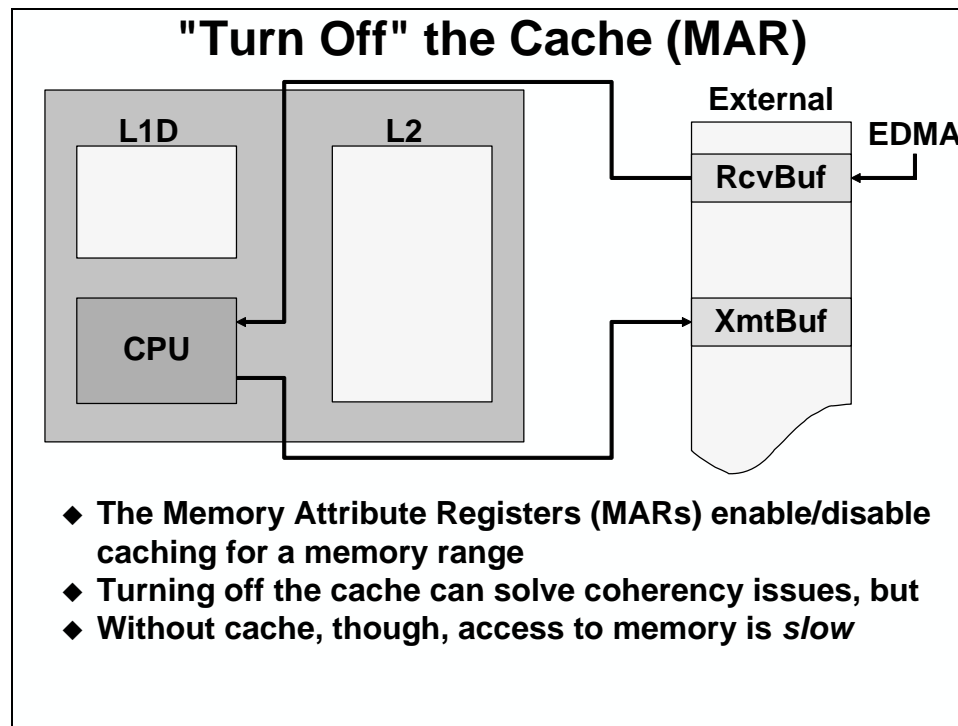 "Turn Off" the Cache (MAR)
External
L1D
L2
EDMA
RcvBuf
XmtBuf
CPU
◆ The Memory Attribute Registers (MARs) enable/disable
caching for a memory range
◆ Turning off the cache can solve coherency issues, but
◆ Without cache, though, access to memory is slow